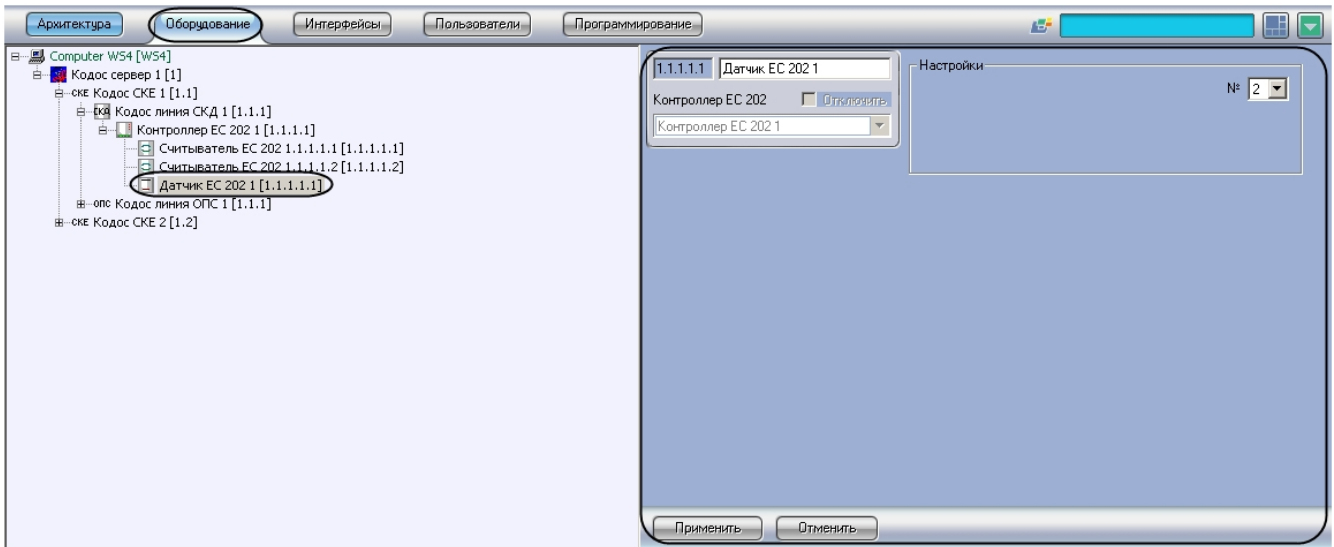 Архитектура Оборудование Интерфейсы Пользователи Программирование
Computer WS4 [WS4]
Кодос сервер 1 [1]
СКЕ Кодос СКЕ 1 [1.1]
СКД Кодос линия СКД 1 [1.1.1]
Контроллер ЕС 202 1 [1.1.1.1]
Считыватель ЕС 202 1.1.1.1.1 [1.1.1.1.1]
Считыватель ЕС 202 1.1.1.1.2 [1.1.1.1.2]
Датчик ЕС 202 1 [1.1.1.1.1]
ОПС Кодос линия ОПС 1 [1.1.1]
СКЕ Кодос СКЕ 2 [1.2]
1.1.1.1.1 Датчик ЕС 202 1
Контроллер ЕС 202 Отключить
Контроллер ЕС 202 1
Настройки
№ 2
Применить Отменить